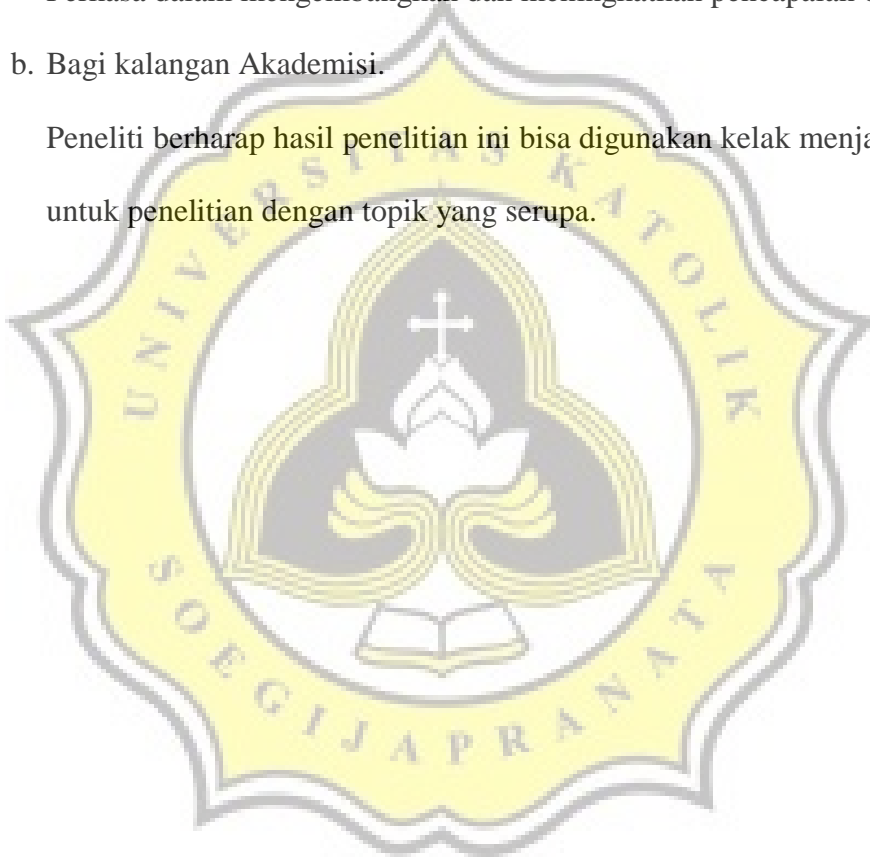 b. Bagi kalangan Akademisi.
Peneliti berharap hasil penelitian ini bisa digunakan kelak
untuk penelitian dengan topik yang serupa.
UNIVERSITAS KATOLIK
SOEGIJAPRANATA